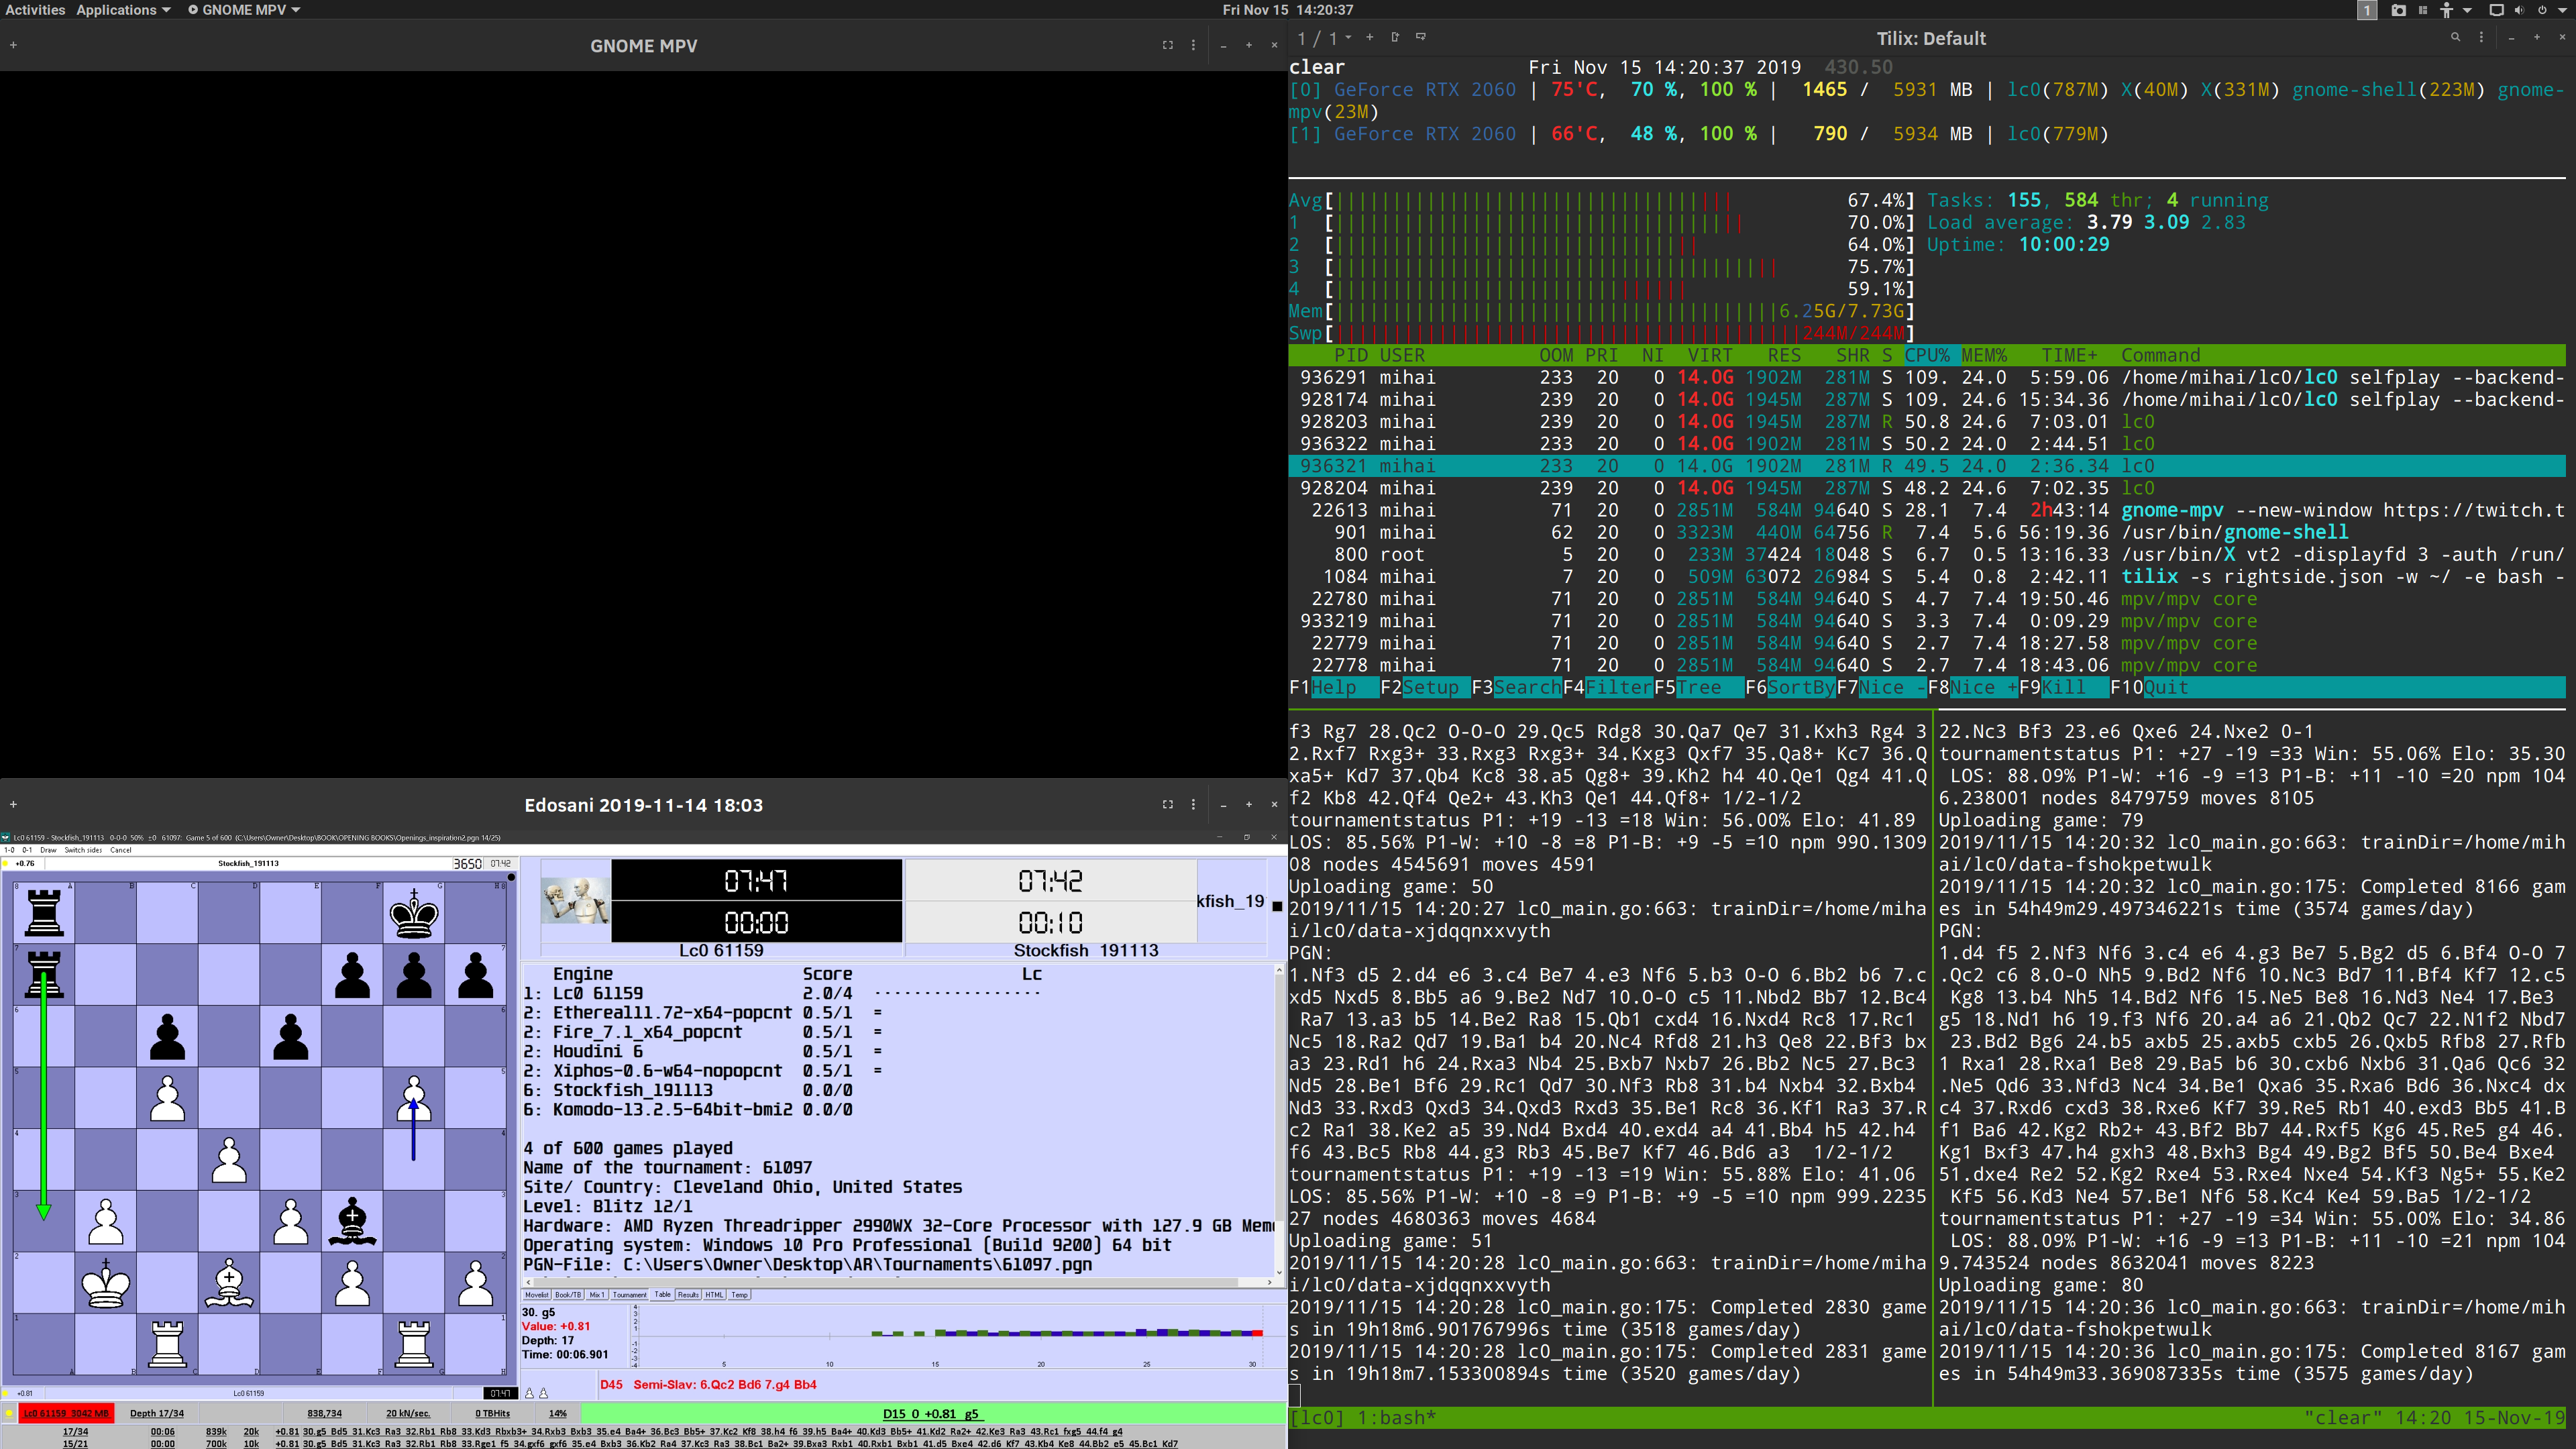 Activities Applications GNOME MPV
Fri Nov 15 14:20:37
1
GNOME MPV
1 / 1
Tilix: Default
clear Fri Nov 15 14:20:37 2019 430.50
[0] GeForce RTX 2060 | 75'C, 70 %, 100 % | 1465 / 5931 MB | lc0(787M) X(40M) X(331M) gnome-shell(223M) gnome-
mpv(23M)
[1] GeForce RTX 2060 | 66'C, 48 %, 100 % | 790 / 5934 MB | lc0(779M)
Avg[ 67.4%] Tasks: 155, 584 thr; 4 running
1 [ 70.0%] Load average: 3.79 3.09 2.83
2 [ 64.0%] Uptime: 10:00:29
3 [ 75.7%]
4 [ 59.1%]
Mem[ 6.25G/7.73G]
Swp[ 244M/244M]
PID USER OOM PRI NI VIRT RES SHR S CPU% MEM% TIME+ Command
936291 mihai 233 20 0 14.0G 1902M 281M S 109. 24.0 5:59.06 /home/mihai/lc0/lc0 selfplay --backend-
928174 mihai 239 20 0 14.0G 1945M 287M S 109. 24.6 15:34.36 /home/mihai/lc0/lc0 selfplay --backend-
928203 mihai 239 20 0 14.0G 1945M 287M R 50.8 24.6 7:03.01 lc0
936322 mihai 233 20 0 14.0G 1902M 281M S 50.2 24.0 2:44.51 lc0
936321 mihai 233 20 0 14.0G 1902M 281M R 49.5 24.0 2:36.34 lc0
928204 mihai 239 20 0 14.0G 1945M 287M S 48.2 24.6 7:02.35 lc0
22613 mihai 71 20 0 2851M 584M 94640 S 28.1 7.4 2h43:14 gnome-mpv --new-window https://twitch.t
901 mihai 62 20 0 3323M 440M 64756 R 7.4 5.6 56:19.36 /usr/bin/gnome-shell
800 root 5 20 0 233M 37424 18048 S 6.7 0.5 13:16.33 /usr/bin/X vt2 -displayfd 3 -auth /run/
1084 mihai 7 20 0 509M 63072 26984 S 5.4 0.8 2:42.11 tilix -s rightside.json -w ~/ -e bash -
22780 mihai 71 20 0 2851M 584M 94640 S 4.7 7.4 19:50.46 mpv/mpv core
933219 mihai 71 20 0 2851M 584M 94640 S 3.3 7.4 0:09.29 mpv/mpv core
22779 mihai 71 20 0 2851M 584M 94640 S 2.7 7.4 18:27.58 mpv/mpv core
22778 mihai 71 20 0 2851M 584M 94640 S 2.7 7.4 18:43.06 mpv/mpv core
F1Help F2Setup F3SearchF4FilterF5Tree F6SortByF7Nice -F8Nice +F9Kill F10Quit
f3 Rg7 28.Qc2 O-O-O 29.Qc5 Rdg8 30.Qa7 Qe7 31.Kxh3 Rg4 3
2.Rxf7 Rxg3+ 33.Rxg3 Rxg3+ 34.Kxg3 Qxf7 35.Qa8+ Kc7 36.Q
xa5+ Kd7 37.Qb4 Kc8 38.a5 Qg8+ 39.Kh2 h4 40.Qe1 Qg4 41.Q
f2 Kb8 42.Qf4 Qe2+ 43.Kh3 Qe1 44.Qf8+ 1/2-1/2
tournamentstatus P1: +19 -13 =18 Win: 56.00% Elo: 41.89
LOS: 85.56% P1-W: +10 -8 =8 P1-B: +9 -5 =10 npm 990.1309
08 nodes 4545691 moves 4591
Uploading game: 50
2019/11/15 14:20:27 lc0_main.go:663: trainDir=/home/miha
i/lc0/data-xjdqqnxxvyth
PGN:
1.Nf3 d5 2.d4 e6 3.c4 Be7 4.e3 Nf6 5.b3 O-O 6.Bb2 b6 7.c
xd5 Nxd5 8.Bb5 a6 9.Be2 Nd7 10.O-O c5 11.Nbd2 Bb7 12.Bc4
Ra7 13.a3 b5 14.Be2 Ra8 15.Qb1 cxd4 16.Nxd4 Rc8 17.Rc1
Nc5 18.Ra2 Qd7 19.Ba1 b4 20.Nc4 Rfd8 21.h3 Qe8 22.Bf3 bx
a3 23.Rd1 h6 24.Rxa3 Nb4 25.Bxb7 Nxb7 26.Bb2 Nc5 27.Bc3
Nd5 28.Be1 Bf6 29.Rc1 Qd7 30.Nf3 Rb8 31.b4 Nxb4 32.Bxb4
Nd3 33.Rxd3 Qxd3 34.Qxd3 Rxd3 35.Be1 Rc8 36.Kf1 Ra3 37.R
c2 Ra1 38.Ke2 a5 39.Nd4 Bxd4 40.exd4 a4 41.Bb4 h5 42.h4
f6 43.Bc5 Rb8 44.g3 Rb3 45.Be7 Kf7 46.Bd6 a3 1/2-1/2
tournamentstatus P1: +19 -13 =19 Win: 55.88% Elo: 41.06
LOS: 85.56% P1-W: +10 -8 =9 P1-B: +9 -5 =10 npm 999.2235
27 nodes 4680363 moves 4684
Uploading game: 51
2019/11/15 14:20:28 lc0_main.go:663: trainDir=/home/miha
i/lc0/data-xjdqqnxxvyth
2019/11/15 14:20:28 lc0_main.go:175: Completed 2830 game
s in 19h18m6.901767996s time (3518 games/day)
2019/11/15 14:20:28 lc0_main.go:175: Completed 2831 game
s in 19h18m7.153300894s time (3520 games/day)
22.Nc3 Bf3 23.e6 Qxe6 24.Nxe2 0-1
tournamentstatus P1: +27 -19 =33 Win: 55.06% Elo: 35.30
LOS: 88.09% P1-W: +16 -9 =13 P1-B: +11 -10 =20 npm 104
6.238001 nodes 8479759 moves 8105
Uploading game: 79
2019/11/15 14:20:32 lc0_main.go:663: trainDir=/home/mih
ai/lc0/data-fshokpetwulk
2019/11/15 14:20:32 lc0_main.go:175: Completed 8166 gam
es in 54h49m29.497346221s time (3574 games/day)
PGN:
1.d4 f5 2.Nf3 Nf6 3.c4 e6 4.g3 Be7 5.Bg2 d5 6.Bf4 O-O 7
.Qc2 c6 8.O-O Nh5 9.Bd2 Nf6 10.Nc3 Bd7 11.Bf4 Kf7 12.c5
Kg8 13.b4 Nh5 14.Bd2 Nf6 15.Ne5 Be8 16.Nd3 Ne4 17.Be3
g5 18.Nd1 h6 19.f3 Nf6 20.a4 a6 21.Qb2 Qc7 22.N1f2 Nbd7
23.Bd2 Bg6 24.b5 axb5 25.axb5 cxb5 26.Qxb5 Rfb8 27.Rfb
1 Rxa1 28.Rxa1 Be8 29.Ba5 b6 30.cxb6 Nxb6 31.Qa6 Qc6 32
.Ne5 Qd6 33.Nfd3 Nc4 34.Be1 Qxa6 35.Rxa6 Bd6 36.Nxc4 dx
c4 37.Rxd6 cxd3 38.Rxe6 Kf7 39.Re5 Rb1 40.exd3 Bb5 41.B
f1 Ba6 42.Kg2 Rb2+ 43.Bf2 Bb7 44.Rxf5 Kg6 45.Re5 g4 46.
Kg1 Bxf3 47.h4 gxh3 48.Bxh3 Bg4 49.Bg2 Bf5 50.Be4 Bxe4
51.dxe4 Re2 52.Kg2 Rxe4 53.Rxe4 Nxe4 54.Kf3 Ng5+ 55.Ke2
Kf5 56.Kd3 Ne4 57.Be1 Nf6 58.Kc4 Ke4 59.Ba5 1/2-1/2
tournamentstatus P1: +27 -19 =34 Win: 55.00% Elo: 34.86
LOS: 88.09% P1-W: +16 -9 =13 P1-B: +11 -10 =21 npm 104
9.743524 nodes 8632041 moves 8223
Uploading game: 80
2019/11/15 14:20:36 lc0_main.go:663: trainDir=/home/mih
ai/lc0/data-fshokpetwulk
2019/11/15 14:20:36 lc0_main.go:175: Completed 8167 gam
es in 54h49m33.369087335s time (3575 games/day)
[lc0] 1:bash* "clear" 14:20 15-Nov-19
Edosani 2019-11-14 18:03
Lc0 61159 - Stockfish_191113 0-0-0 50% ±0 61097: Game 5 of 600 (C:\Users\Owner\Desktop\BOOK\OPENING BOOKS\Openings_inspiration2.pgn 14/25)
1-0 0-1 Draw Switch sides Cancel
+0.76 Stockfish_191113 3650 07:42
07:47 07:42
00:00 00:10
kfish_19
Lc0 61159 Stockfish_191113
Engine Score Lc
1: Lc0 61159 2.0/4 - - - - - - - - - - - - - - - - - -
2: Ethereal11.72-x64-popcnt 0.5/1 =
2: Fire_7.1_x64_popcnt 0.5/1 =
2: Houdini 6 0.5/1 =
2: Xiphos-0.6-w64-nopopcnt 0.5/1 =
6: Stockfish_191113 0.0/0
6: Komodo-13.2.5-64bit-bmi2 0.0/0
4 of 600 games played
Name of the tournament: 61097
Site/ Country: Cleveland Ohio, United States
Level: Blitz 12/1
Hardware: AMD Ryzen Threadripper 2990WX 32-Core Processor with 127.9 GB Mem
Operating system: Windows 10 Pro Professional (Build 9200) 64 bit
PGN-File: C:\Users\Owner\Desktop\AR\Tournaments\61097.pgn
Movelist Book/TB Mix 1 Tournament Table Results HTML Temp
30. g5
Value: +0.81
Depth: 17
Time: 00:06.901
5 10 15 20 25 30
D45 Semi-Slav: 6.Qc2 Bd6 7.g4 Bb4
+0.81 Lc0 61159 07:47
Lc0 61159 3042 MB Depth 17/34 838,734 20 kN/sec. 0 TBHits 14% D15 0 +0.81 g5
17/34 00:06 839k 20k +0.81 30.g5 Bd5 31.Kc3 Ra3 32.Rb1 Rb8 33.Kd3 Rbxb3+ 34.Rxb3 Bxb3 35.e4 Ba4+ 36.Bc3 Bb5+ 37.Kc2 Kf8 38.h4 f6 39.h5 Ba4+ 40.Kd3 Bb5+ 41.Kd2 Ra2+ 42.Ke3 Ra3 43.Rc1 fxg5 44.f4 g4
15/21 00:00 700k 10k +0.81 30.g5 Bd5 31.Kc3 Ra3 32.Rb1 Rb8 33.Rge1 f5 34.gxf6 gxf6 35.e4 Bxb3 36.Kb2 Ra4 37.Kc3 Ra3 38.Bc1 Ba2+ 39.Bxa3 Rxb1 40.Rxb1 Bxb1 41.d5 Bxe4 42.d6 Kf7 43.Kb4 Ke8 44.Bb2 e5 45.Bc1 Kd7